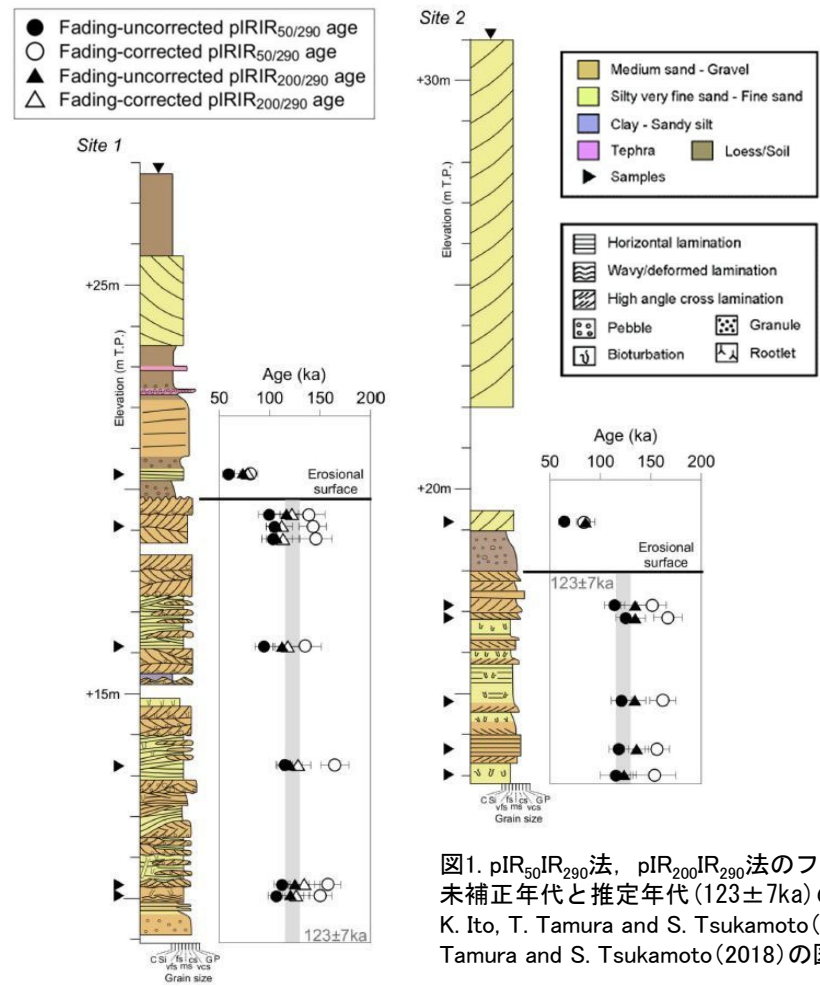 Fading-uncorrected pIRIR50/290 age
Fading-corrected pIRIR50/290 age
Fading-uncorrected pIRIR200/290 age
Fading-corrected pIRIR200/290 age
Site 1
+25m
+15m
Elevation (m T.P.)
Age (ka)
50 100 150 200
Erosional
surface
123±7ka
C Si fs cs G P
vfs ms vcs
Grain size
Site 2
+30m
+20m
Elevation (m T.P.)
Age (ka)
50 100 150 200
Erosional
surface
123±7ka
C Si fs cs G P
vfs ms vcs
Grain size
Medium sand - Gravel
Silty very fine sand - Fine sand
Clay - Sandy silt
Tephra Loess/Soil
Samples
Horizontal lamination
Wavy/deformed lamination
High angle cross lamination
Pebble Granule
Bioturbation Rootlet
図1. pIR50IR290法, pIR200IR290法のフ
未補正年代と推定年代(123±7ka)の
K. Ito, T. Tamura and S. Tsukamoto(
Tamura and S. Tsukamoto(2018)の図